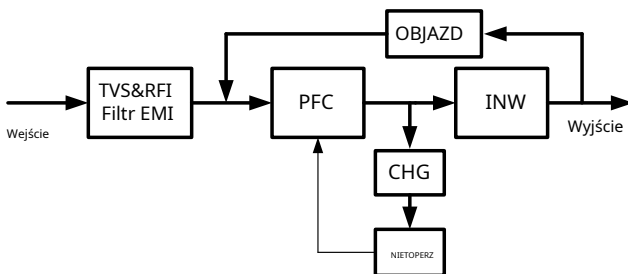 OBJAZD
TVS&RFI
Filtr EMI
PFC
INW
Wejście
Wyjście
CHG
NIETOPERZ